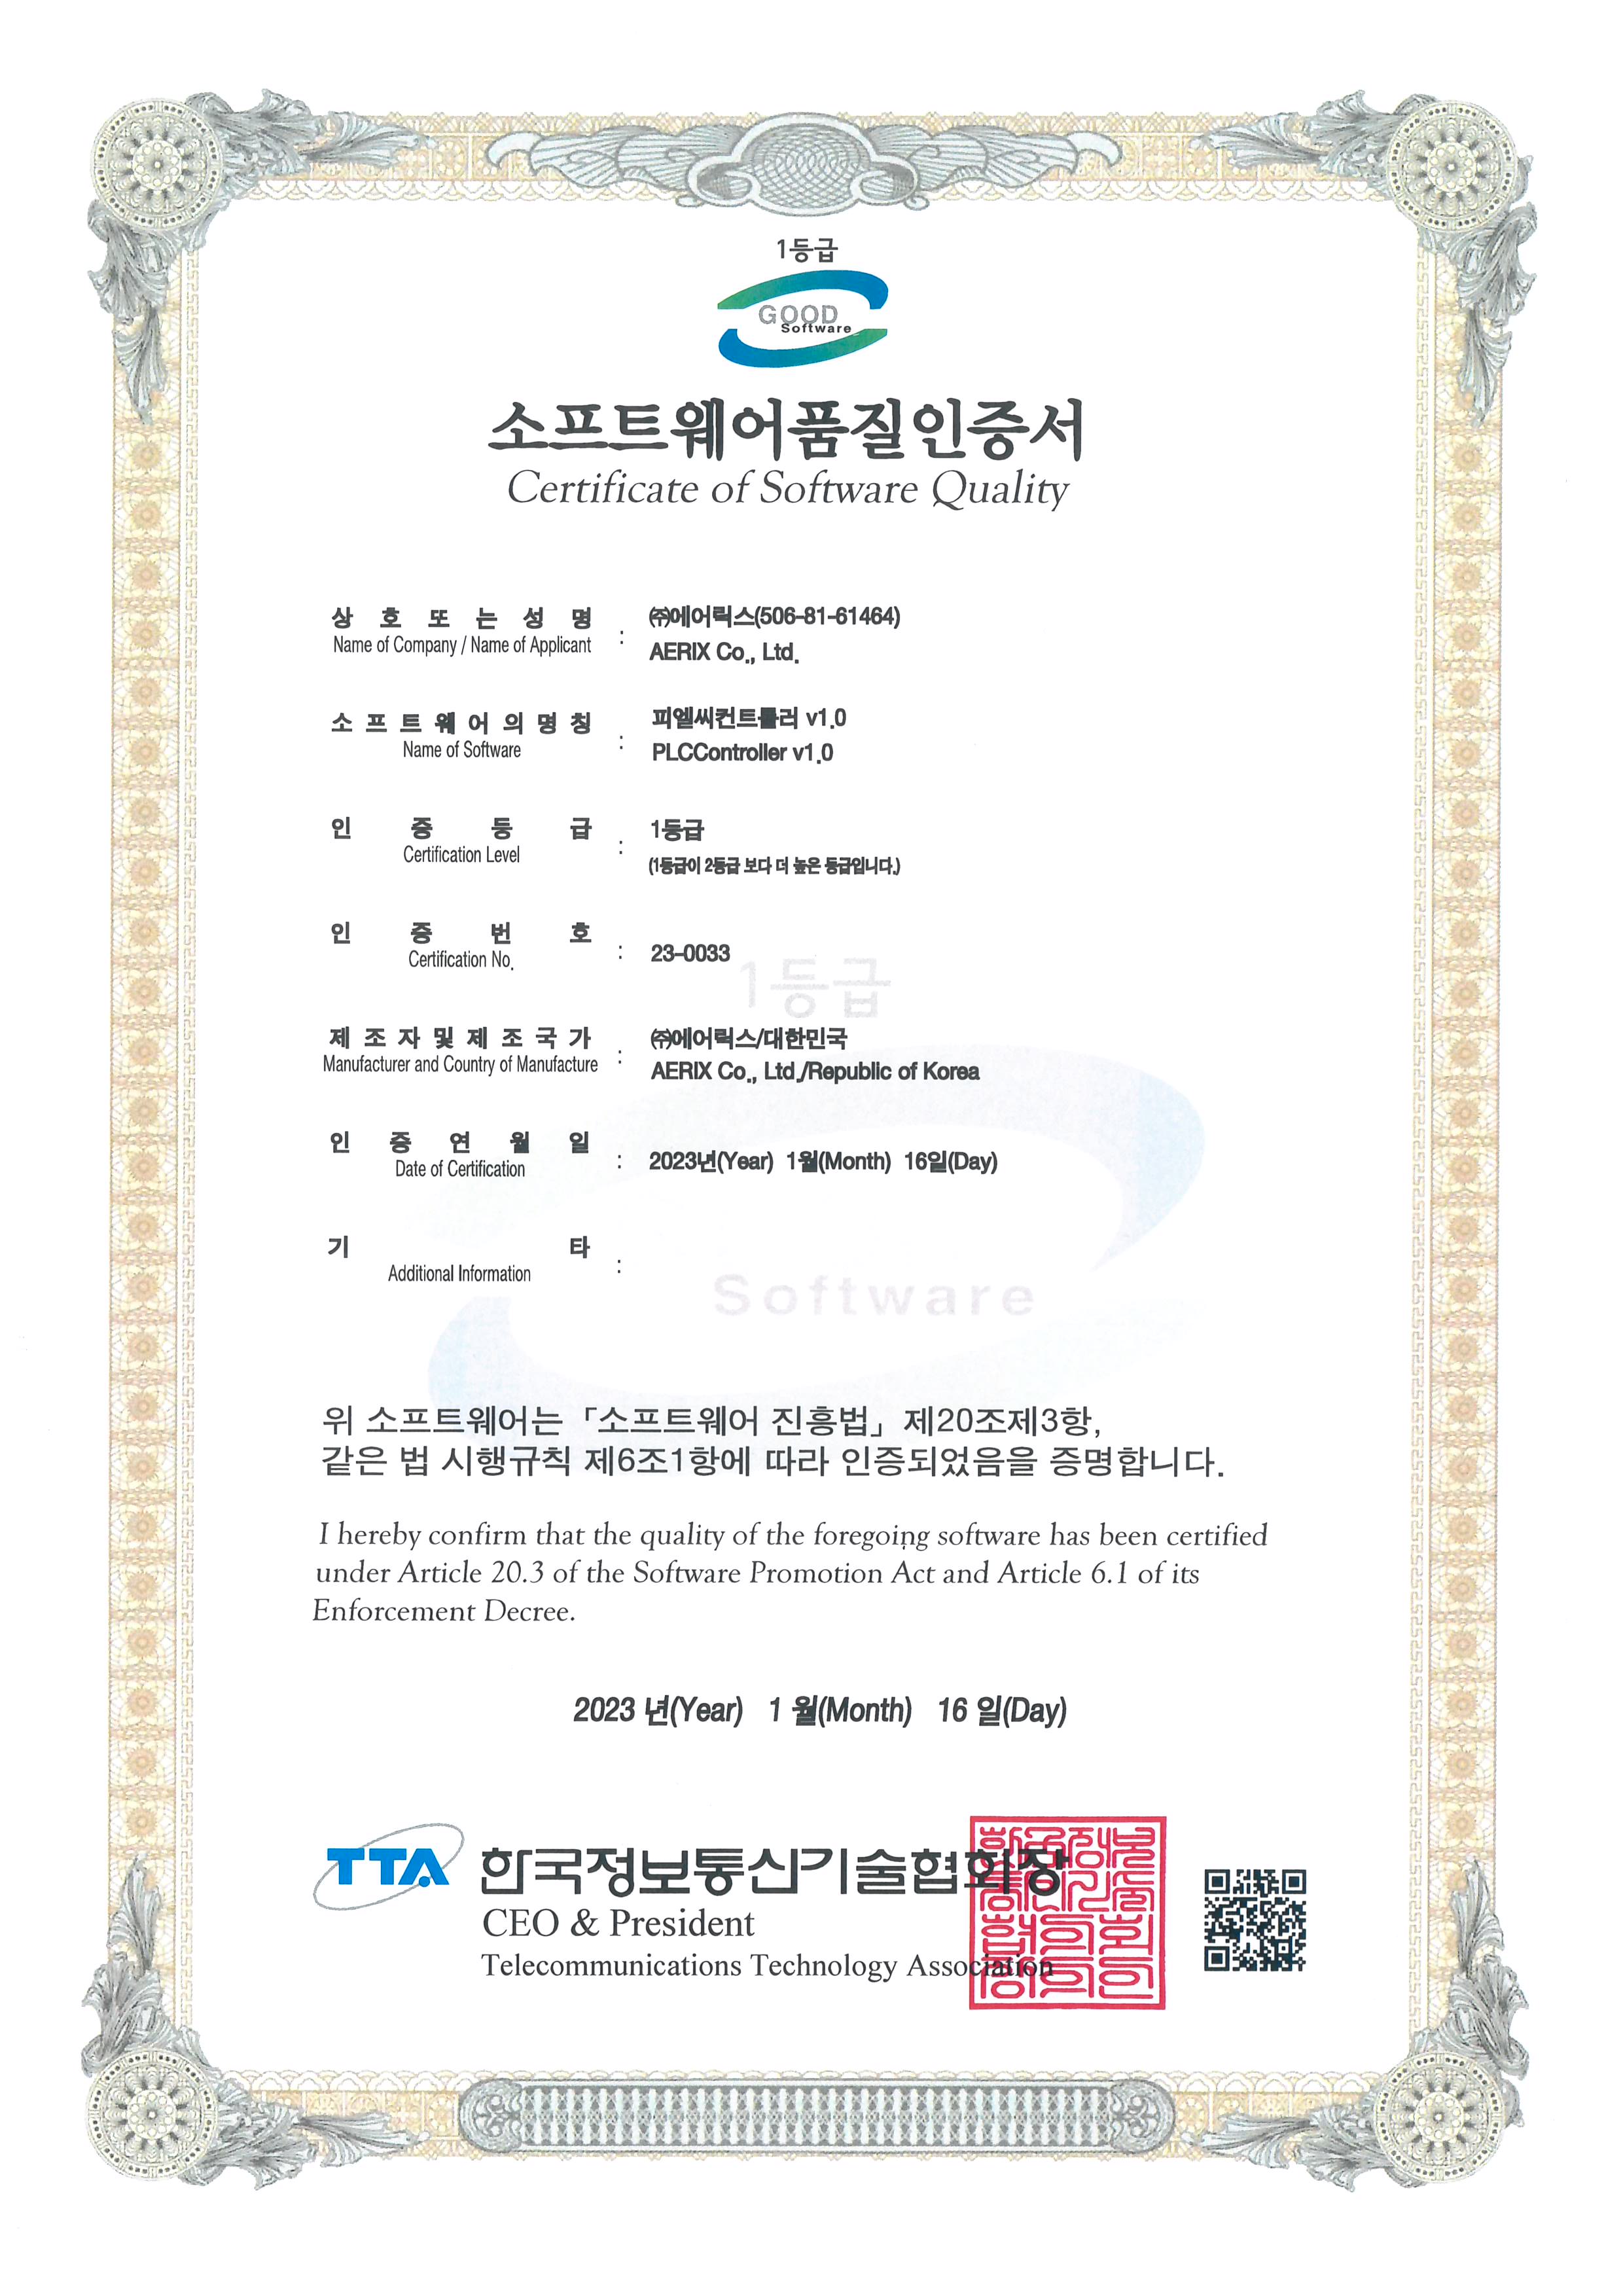 1등급
GOOD
Software
소프트웨어품질인증서
Certificate of Software Quality
상 호 또 는 성 명
Name of Company / Name of Applicant
:
㈜에어릭스(506-81-61464)
AERIX Co., Ltd.
소 프 트 웨 어 의 명 칭
Name of Software
:
피엘씨컨트롤러 v1.0
PLCController v1.0
인 증 등 급
Certification Level
:
1등급
(1등급이 2등급 보다 더 높은 등급입니다.)
인 증 번 호
Certification No.
:
23-0033
1등급
제 조 자 및 제 조 국 가
Manufacturer and Country of Manufacture
:
㈜에어릭스/대한민국
AERIX Co., Ltd./Republic of Korea
인 증 연 월 일
Date of Certification
:
2023년(Year) 1월(Month) 16일(Day)
기 타
Additional Information
:
Software
위 소프트웨어는 「소프트웨어 진흥법」 제20조제3항,
같은 법 시행규칙 제6조1항에 따라 인증되었음을 증명합니다.
I hereby confirm that the quality of the foregoing software has been certified
under Article 20.3 of the Software Promotion Act and Article 6.1 of its
Enforcement Decree.
2023 년(Year) 1 월(Month) 16 일(Day)
TTA 한국정보통신기술협회장
CEO & President
Telecommunications Technology Association